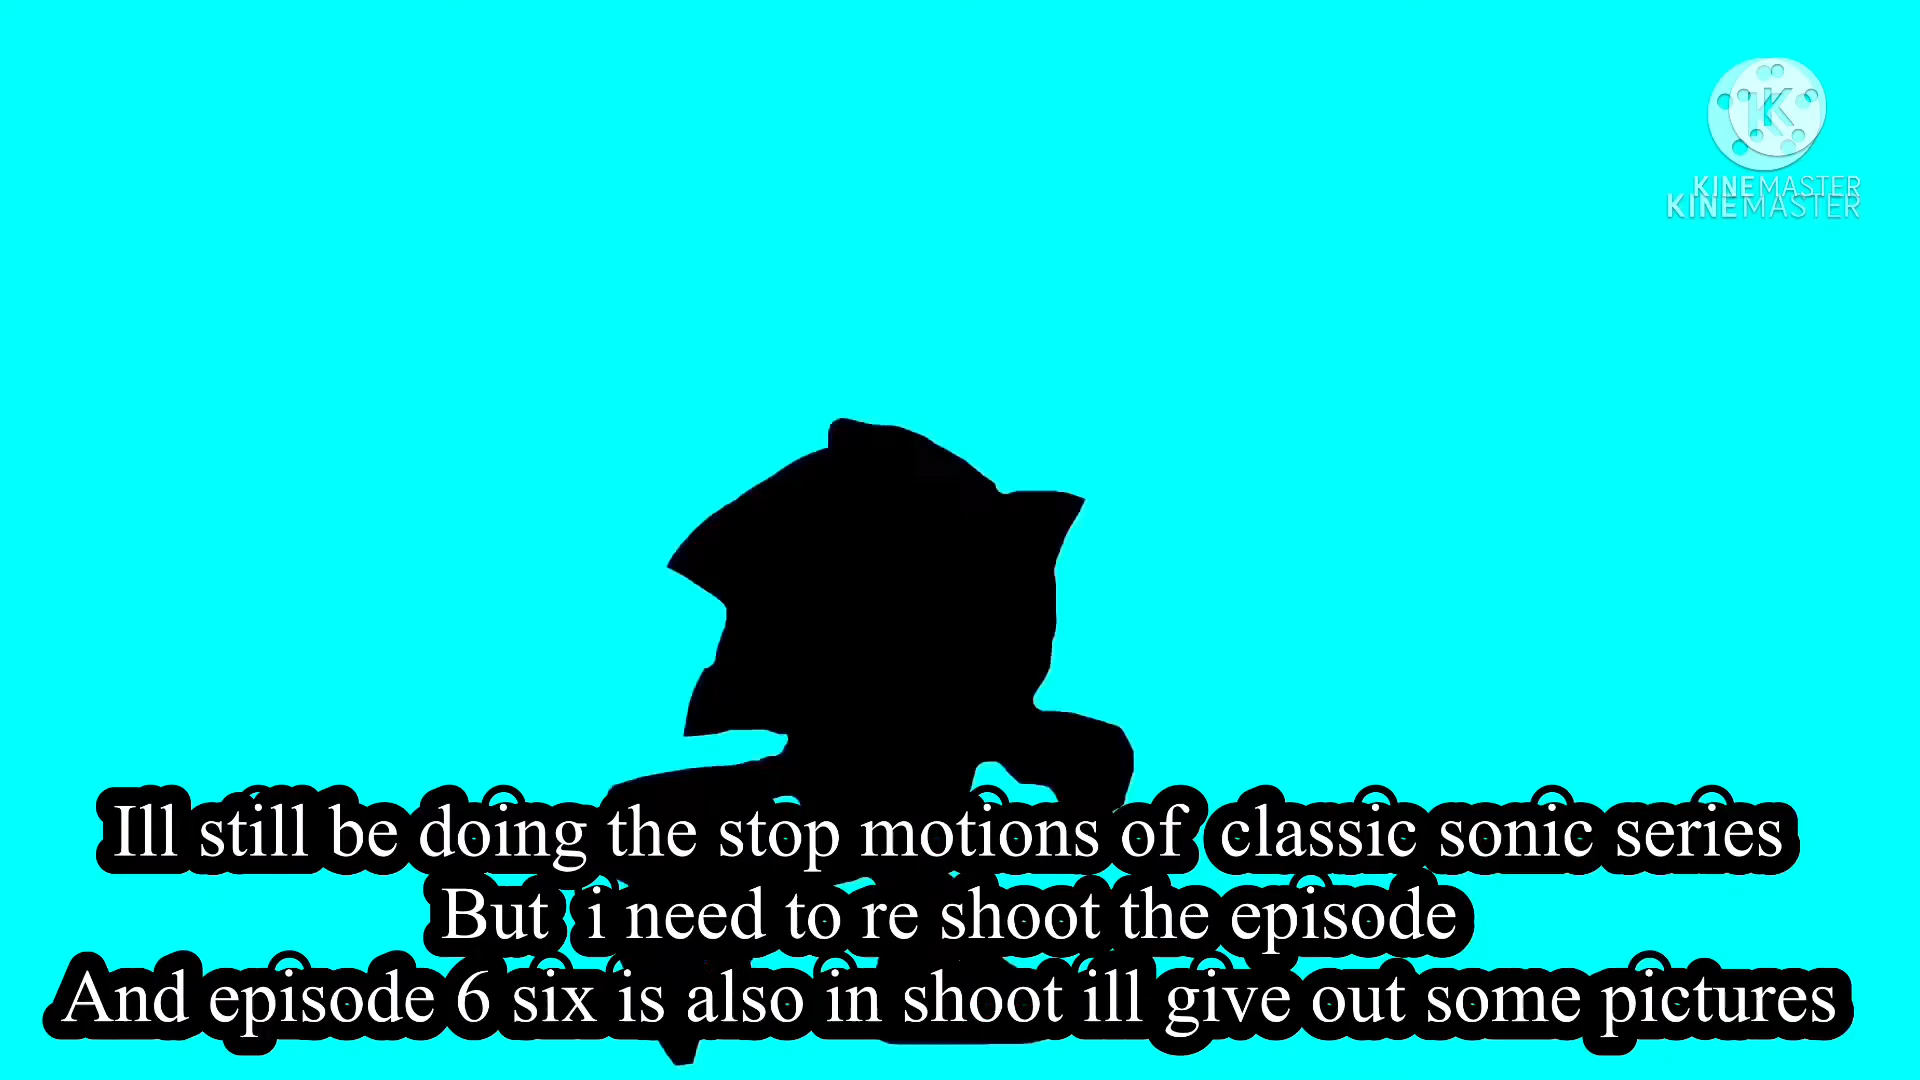 K
KINEMASTER
KINEMASTER
Ill still be doing the stop motions of classic sonic series
But i need to re shoot the episode
And episode 6 six is also in shoot ill give out some pictures